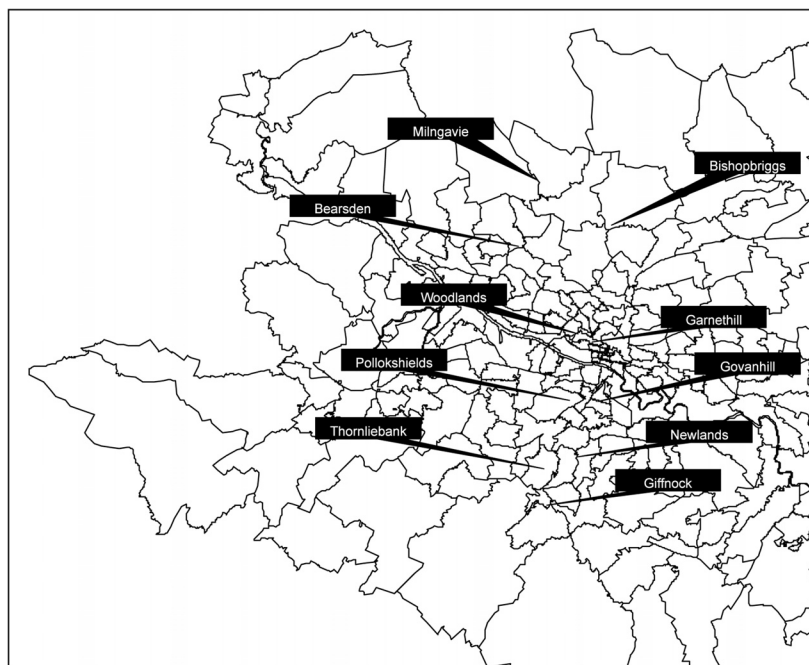 Milngavie
Bishopbriggs
Bearsden
Woodlands
Garnethill
Pollokshields
Govanhill
Thornliebank
Newlands
Giffnock